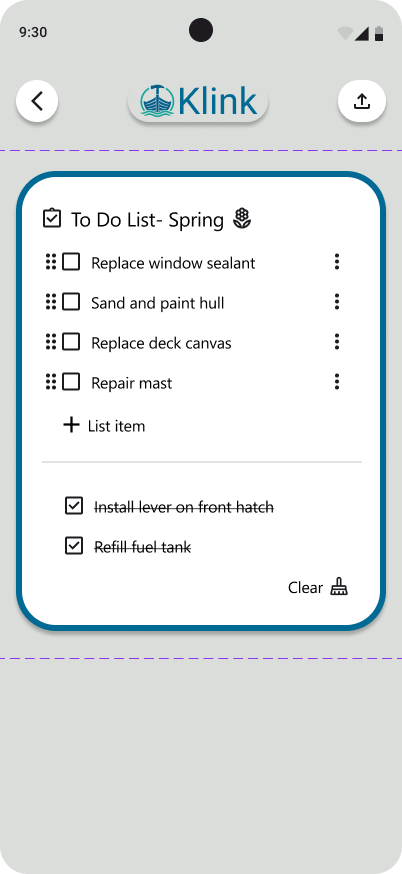 9:30
Klink
To Do List- Spring
Replace window sealant
Sand and paint hull
Replace deck canvas
Repair mast
List item
Install lever on front hatch
Refill fuel tank
Clear